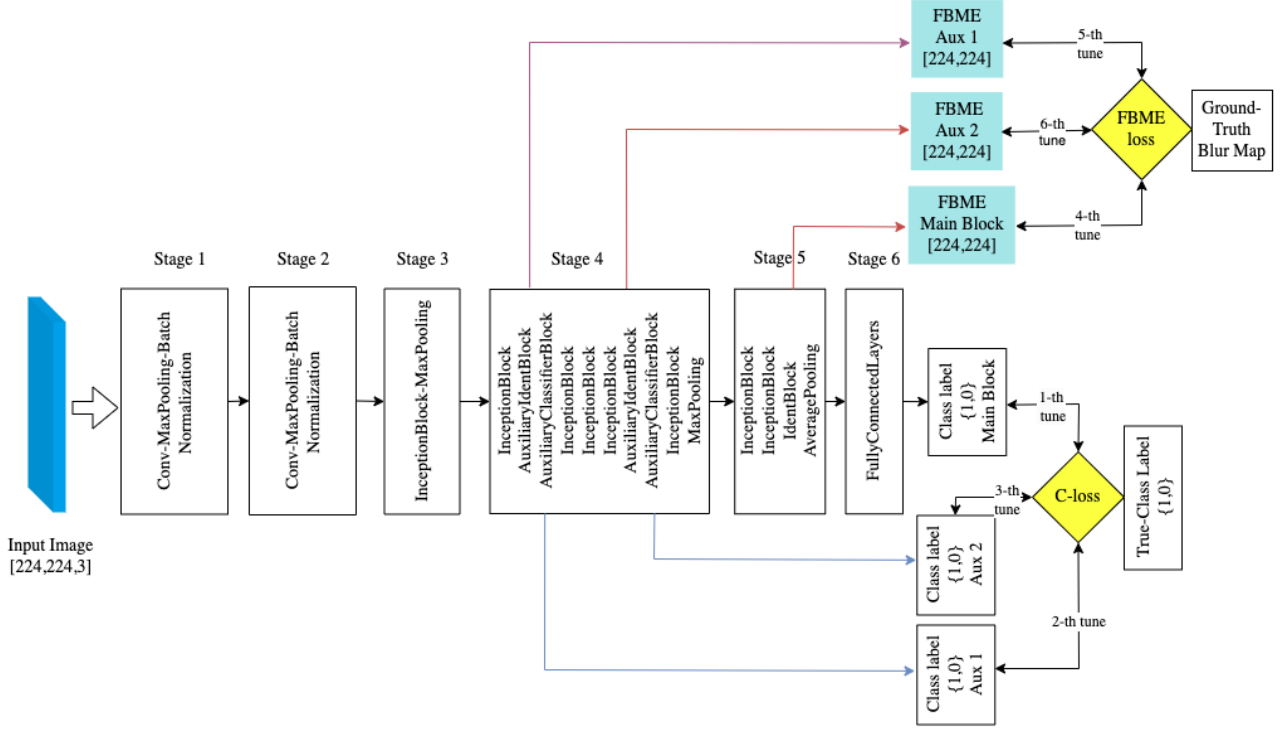 FBME
Aux 1
[224,224]
5-th
tune
FBME
Aux 2
[224,224]
6-th
tune
FBME
loss
Ground-
Truth
Blur Map
FBME
Main Block
[224,224]
4-th
tune
Stage 1
Stage 2
Stage 3
Stage 4
Stage 5
Stage 6
Conv-MaxPooling-Batch
Normalization
Conv-MaxPooling-Batch
Normalization
InceptionBlock-MaxPooling
InceptionBlock
AuxiliaryIdentBlock
AuxiliaryClassifierBlock
InceptionBlock
InceptionBlock
InceptionBlock
AuxiliaryIdentBlock
AuxiliaryClassifierBlock
InceptionBlock
MaxPooling
InceptionBlock
InceptionBlock
IdentBlock
AveragePooling
FullyConnectedLayers
Class label
{1,0}
Main Block
1-th
tune
C-loss
True-Class Label
{1,0}
3-th
tune
Class label
{1,0}
Aux 2
2-th tune
Class label
{1,0}
Aux 1
Input Image
[224,224,3]